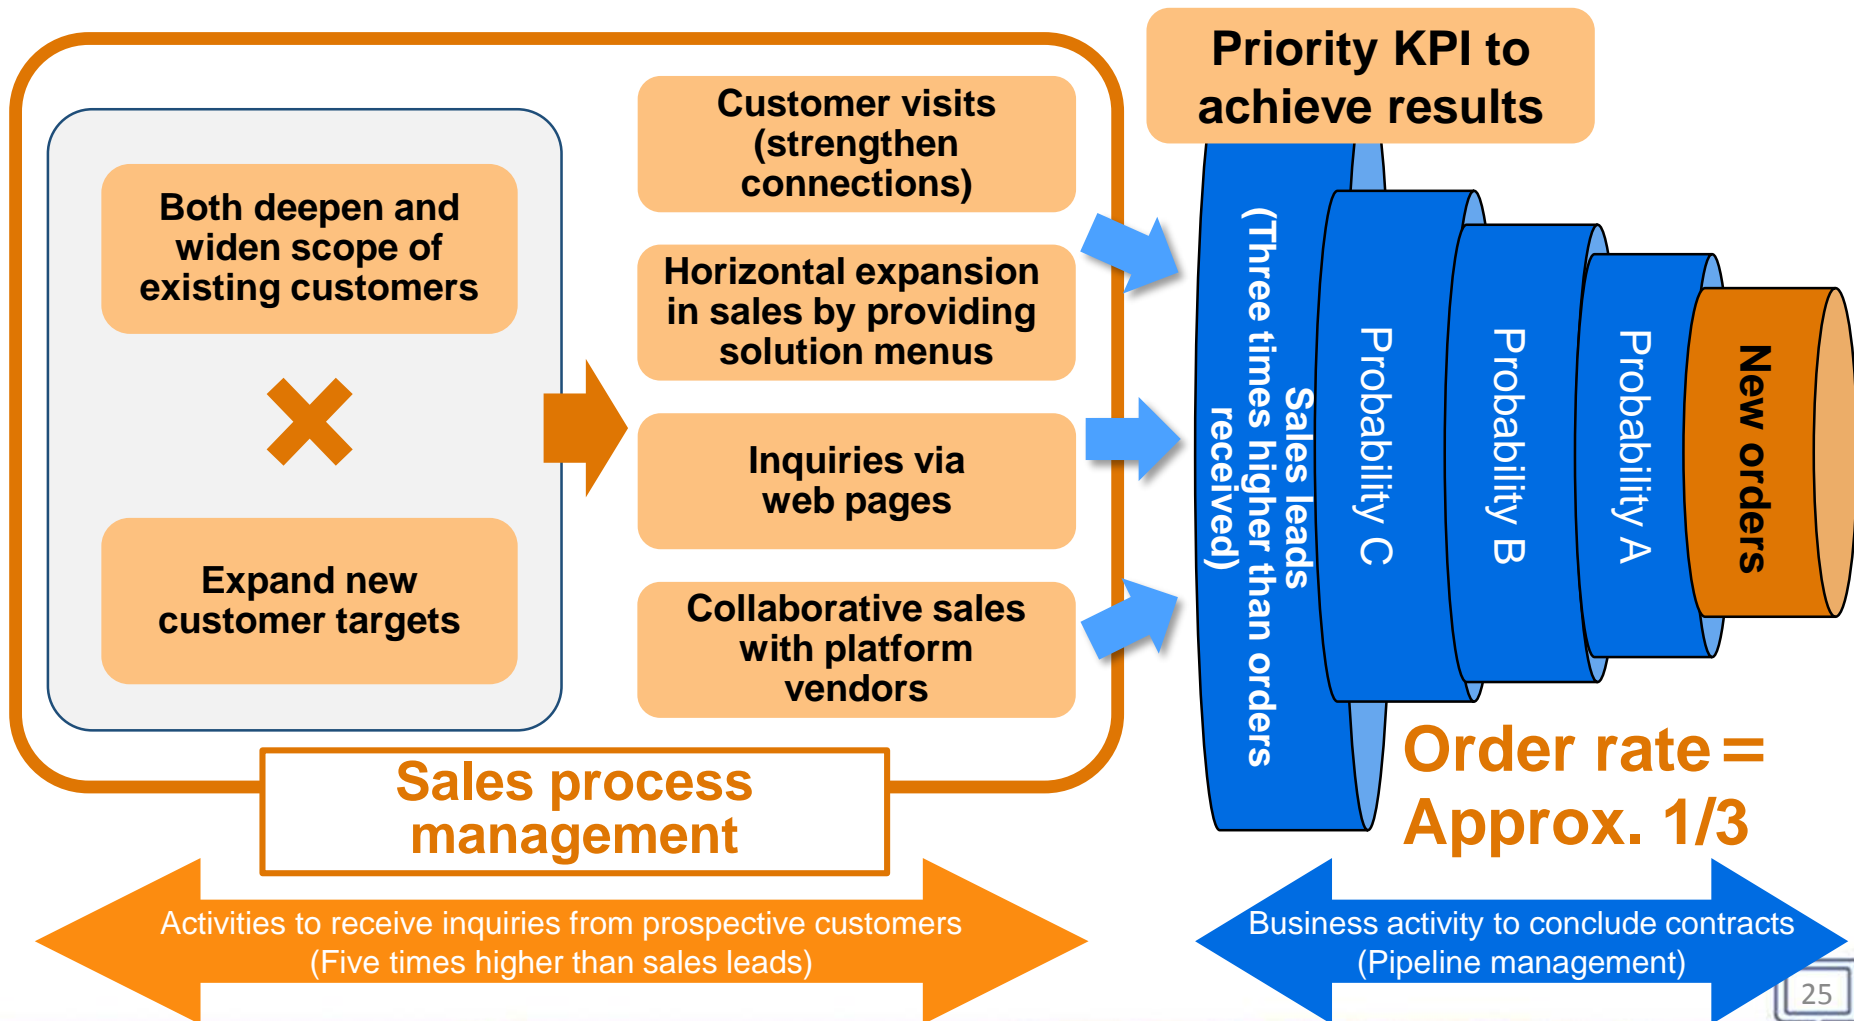 Both deepen and
widen scope of
existing customers
Expand new
customer targets
Customer visits
(strengthen
connections)
Horizontal expansion
in sales by providing
solution menus
Inquiries via
web pages
Collaborative sales
with platform
vendors
Sales process
management
Activities to receive inquiries from prospective customers
(Five times higher than sales leads)
Priority KPI to
achieve results
Sales leads
(Three times higher than orders
received)
Probability C
Probability B
Probability A
New orders
Order rate=
Approx. 1/3
Business activity to conclude contracts
(Pipeline management)
25